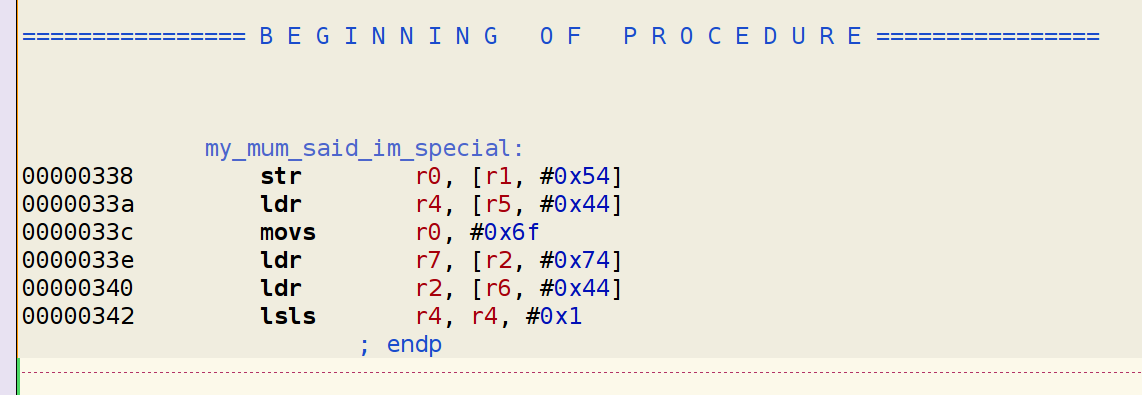 ================ B E G I N N I N G   O F   P R O C E D U R E ================
my_mum_said_im_special:
00000338 str r0, [r1, #0x54]
0000033a ldr r4, [r5, #0x44]
0000033c movs r0, #0x6f
0000033e ldr r7, [r2, #0x74]
00000340 ldr r2, [r6, #0x44]
00000342 lsls r4, r4, #0x1
; endp